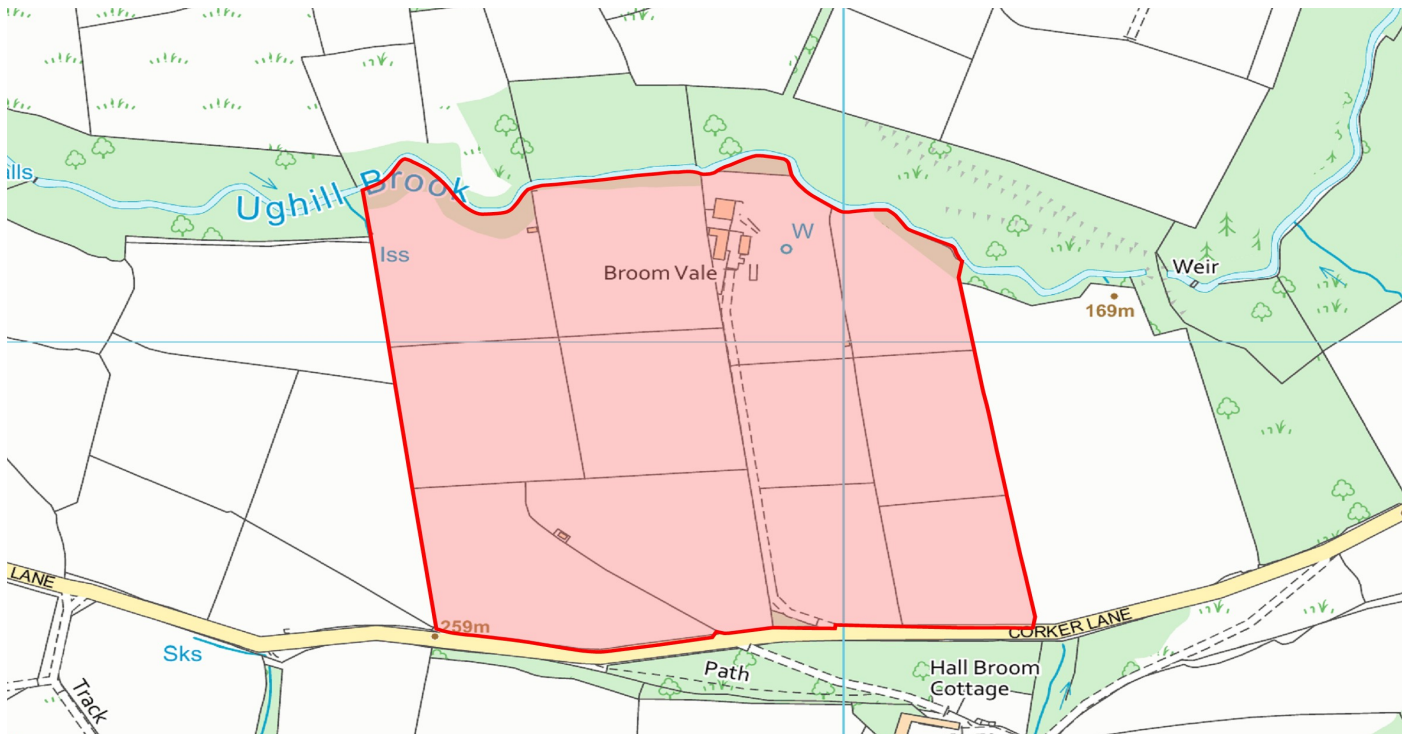 ills
Ughill Brook
Iss
W
Broom Vale
Weir
169m
LANE
259m
CORKER LANE
Sks
Path
Hall Broom
Cottage
Track